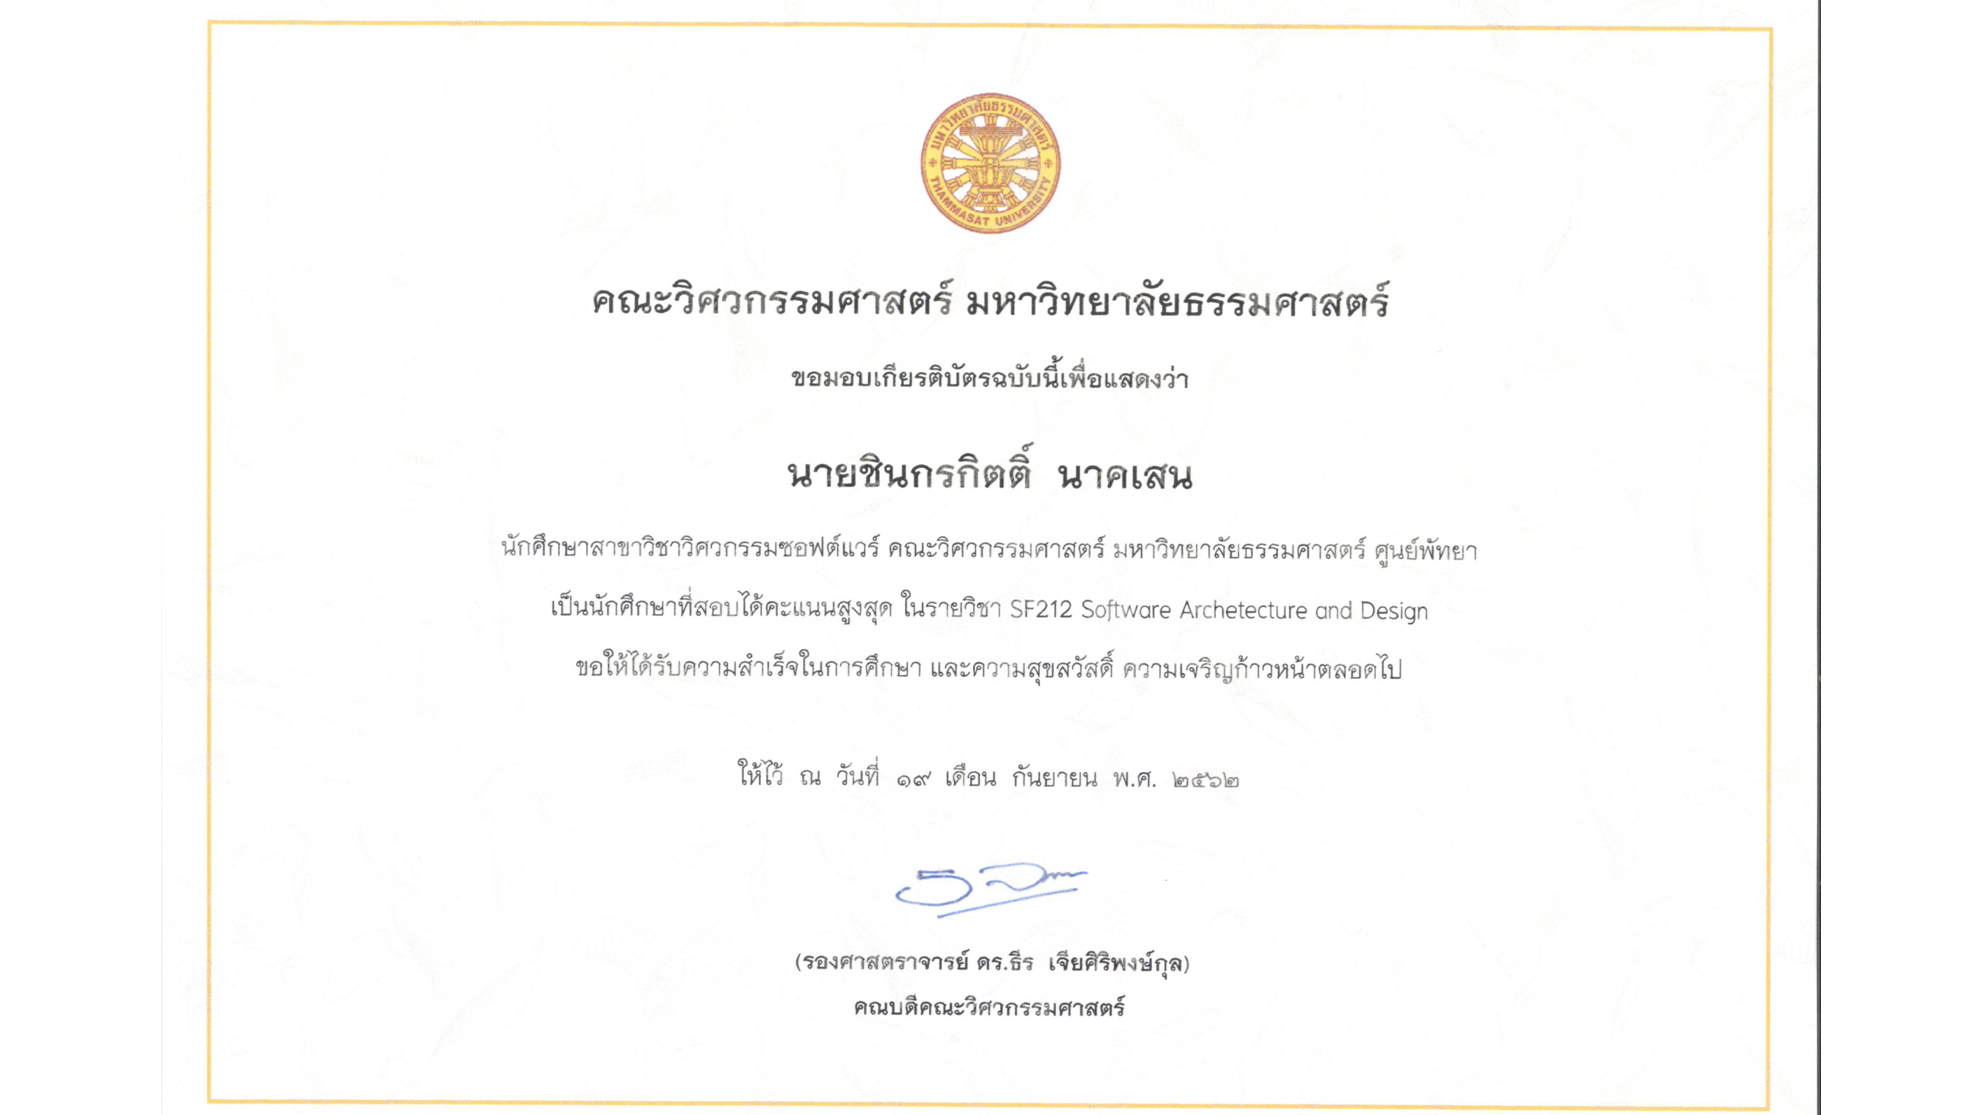 มหาวิทยาลัยธรรมศาสตร์
THAMMASAT UNIVERSITY
คณะวิศวกรรมศาสตร์ มหาวิทยาลัยธรรมศาสตร์
ขอมอบเกียรติบัตรฉบับนี้เพื่อแสดงว่า
นายชินกรกิตติ์ นาคเสน
นักศึกษาสาขาวิชาวิศวกรรมซอฟต์แวร์ คณะวิศวกรรมศาสตร์ มหาวิทยาลัยธรรมศาสตร์ ศูนย์พัทยา
เป็นนักศึกษาที่สอบได้คะแนนสูงสุด ในรายวิชา SF212 Software Archetecture and Design
ขอให้ได้รับความสำเร็จในการศึกษา และความสุขสวัสดิ์ ความเจริญก้าวหน้าตลอดไป
ให้ไว้ ณ วันที่ ๑๙ เดือน กันยายน พ.ศ. ๒๕๖๒
(รองศาสตราจารย์ ดร.ธีร เจียศิริพงษ์กุล)
คณบดีคณะวิศวกรรมศาสตร์